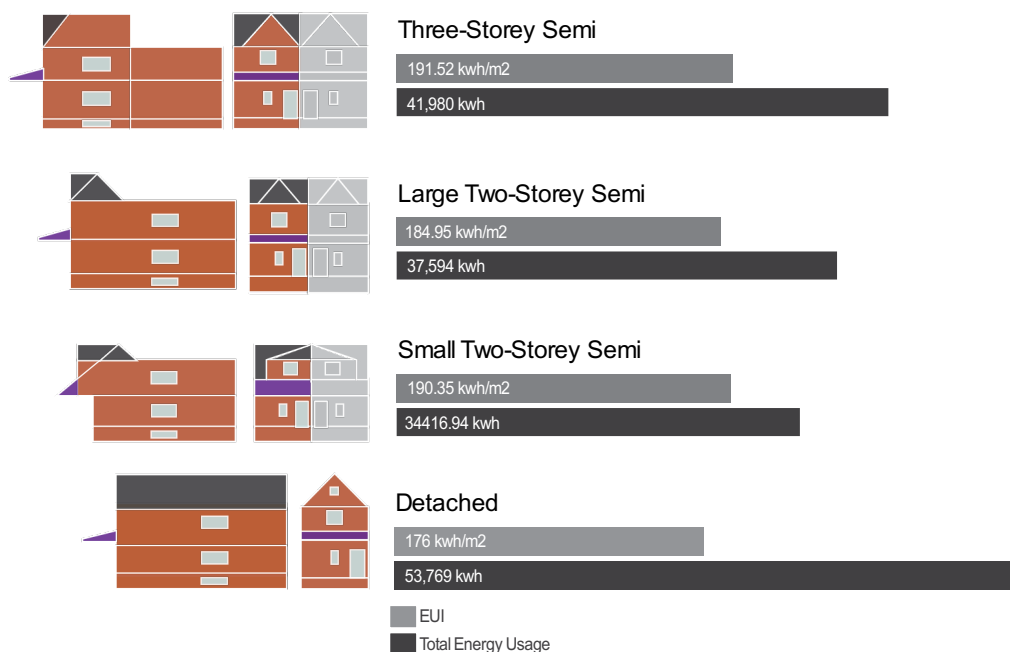 Three-Storey Semi
191.52 kwh/m2
41,980 kwh
Large Two-Storey Semi
184.95 kwh/m2
37,594 kwh
Small Two-Storey Semi
190.35 kwh/m2
34416.94 kwh
Detached
176 kwh/m2
53,769 kwh
EUI
Total Energy Usage